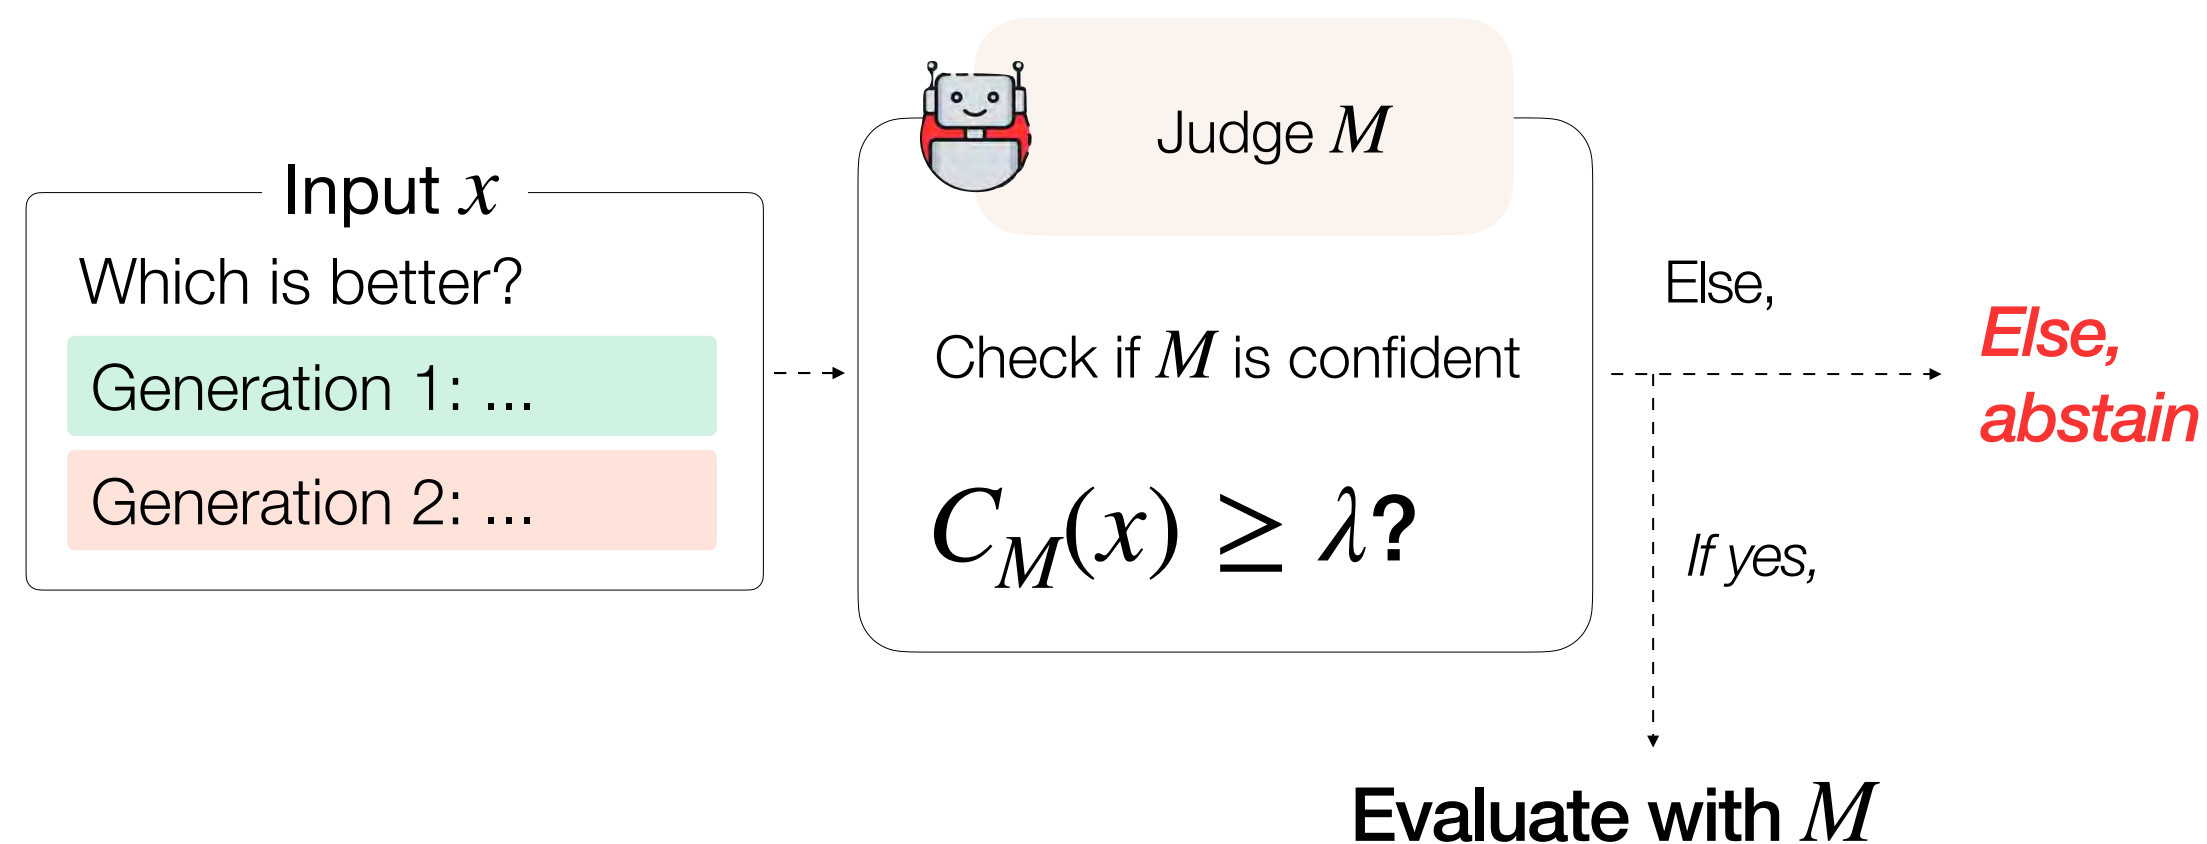 Input x
Which is better?
Generation 1: ...
Generation 2: ...
Judge M
Check if M is confident
C_M(x) ≥ λ?
Else,
Else,
abstain
If yes,
Evaluate with M